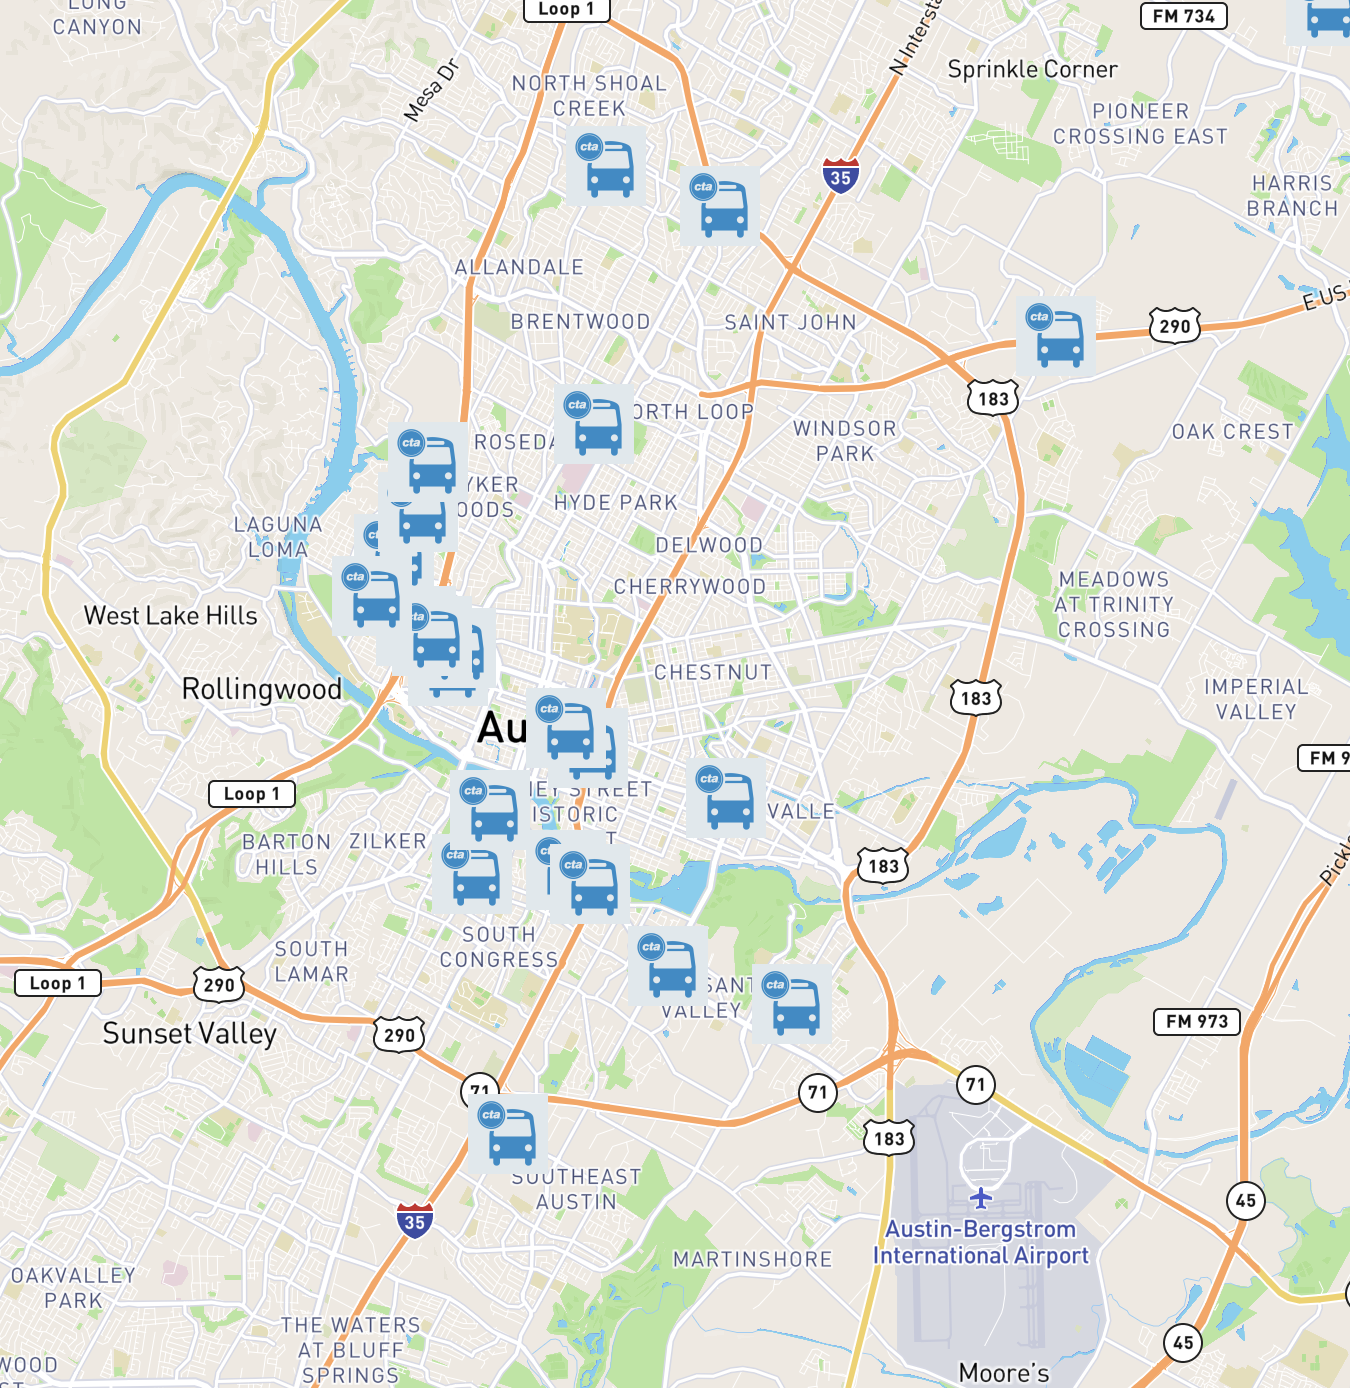 LONG
CANYON
Loop 1
FM 734
N Interstate
Sprinkle Corner
Mesa Dr
NORTH SHOAL
CREEK
PIONEER
CROSSING EAST
cta
35
cta
HARRIS
BRANCH
ALLANDALE
BRENTWOOD
SAINT JOHN
E US
cta
290
183
cta
ORTH LOOP
WINDSOR
PARK
OAK CREST
cta
ROSEDA
YKER
OODS
HYDE PARK
LAGUNA
LOMA
DELWOOD
CHERRYWOOD
cta
MEADOWS
AT TRINITY
CROSSING
West Lake Hills
cta
CHESTNUT
Rollingwood
183
IMPERIAL
VALLEY
Au
cta
FM 9
Loop 1
cta
EY STREET
ISTORIC
T
cta
VALLE
BARTON
HILLS
ZILKER
cta
cta
183
Pickle
SOUTH
LAMAR
SOUTH
CONGRESS
cta
SANT
VALLEY
cta
Loop 1
290
Sunset Valley
290
FM 973
71
71
71
cta
183
SOUTHEAST
AUSTIN
35
45
Austin-Bergstrom
International Airport
MARTINSHORE
OAKVALLEY
PARK
THE WATERS
AT BLUFF
SPRINGS
WOOD
ST
45
Moore's